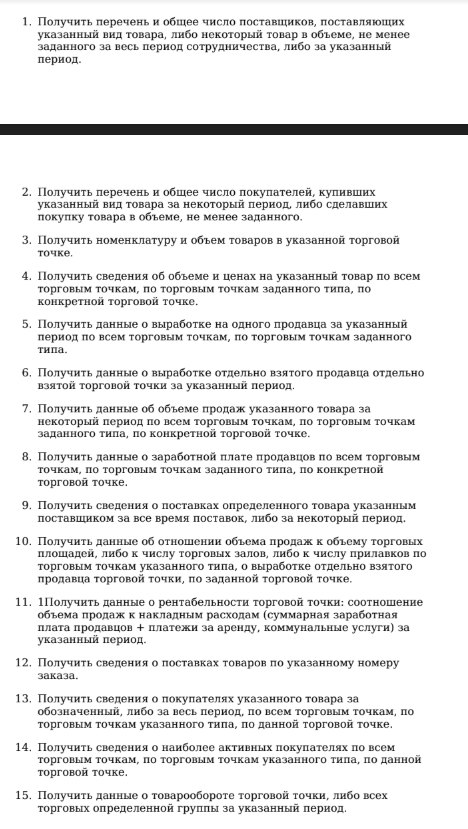 1. Получить перечень и общее число поставщиков, поставляющих
указанный вид товара, либо некоторый товар в объеме, не менее
заданного за весь период сотрудничества, либо за указанный
период.
2. Получить перечень и общее число покупателей, купивших
указанный вид товара за некоторый период, либо сделавших
покупку товара в объеме, не менее заданного.
3. Получить номенклатуру и объем товаров в указанной торговой
точке.
4. Получить сведения об объеме и ценах на указанный товар по всем
торговым точкам, по торговым точкам заданного типа, по
конкретной торговой точке.
5. Получить данные о выработке на одного продавца за указанный
период по всем торговым точкам, по торговым точкам заданного
типа.
6. Получить данные о выработке отдельно взятого продавца отдельно
взятой торговой точки за указанный период.
7. Получить данные об объеме продаж указанного товара за
некоторый период по всем торговым точкам, по торговым точкам
заданного типа, по конкретной торговой точке.
8. Получить данные о заработной плате продавцов по всем торговым
точкам, по торговым точкам заданного типа, по конкретной
торговой точке.
9. Получить сведения о поставках определенного товара указанным
поставщиком за все время поставок, либо за некоторый период.
10. Получить данные об отношении объема продаж к объему торговых
площадей, либо к числу торговых залов, либо к числу прилавков по
торговым точкам указанного типа, о выработке отдельно взятого
продавца торговой точки, по заданной торговой точке.
11. 1Получить данные о рентабельности торговой точки: соотношение
объема продаж к накладным расходам (суммарная заработная
плата продавцов + платежи за аренду, коммунальные услуги) за
указанный период.
12. Получить сведения о поставках товаров по указанному номеру
заказа.
13. Получить сведения о покупателях указанного товара за
обозначенный, либо за весь период, по всем торговым точкам, по
торговым точкам указанного типа, по данной торговой точке.
14. Получить сведения о наиболее активных покупателях по всем
торговым точкам, по торговым точкам указанного типа, по данной
торговой точке.
15. Получить данные о товарообороте торговой точки, либо всех
торговых определенной группы за указанный период.